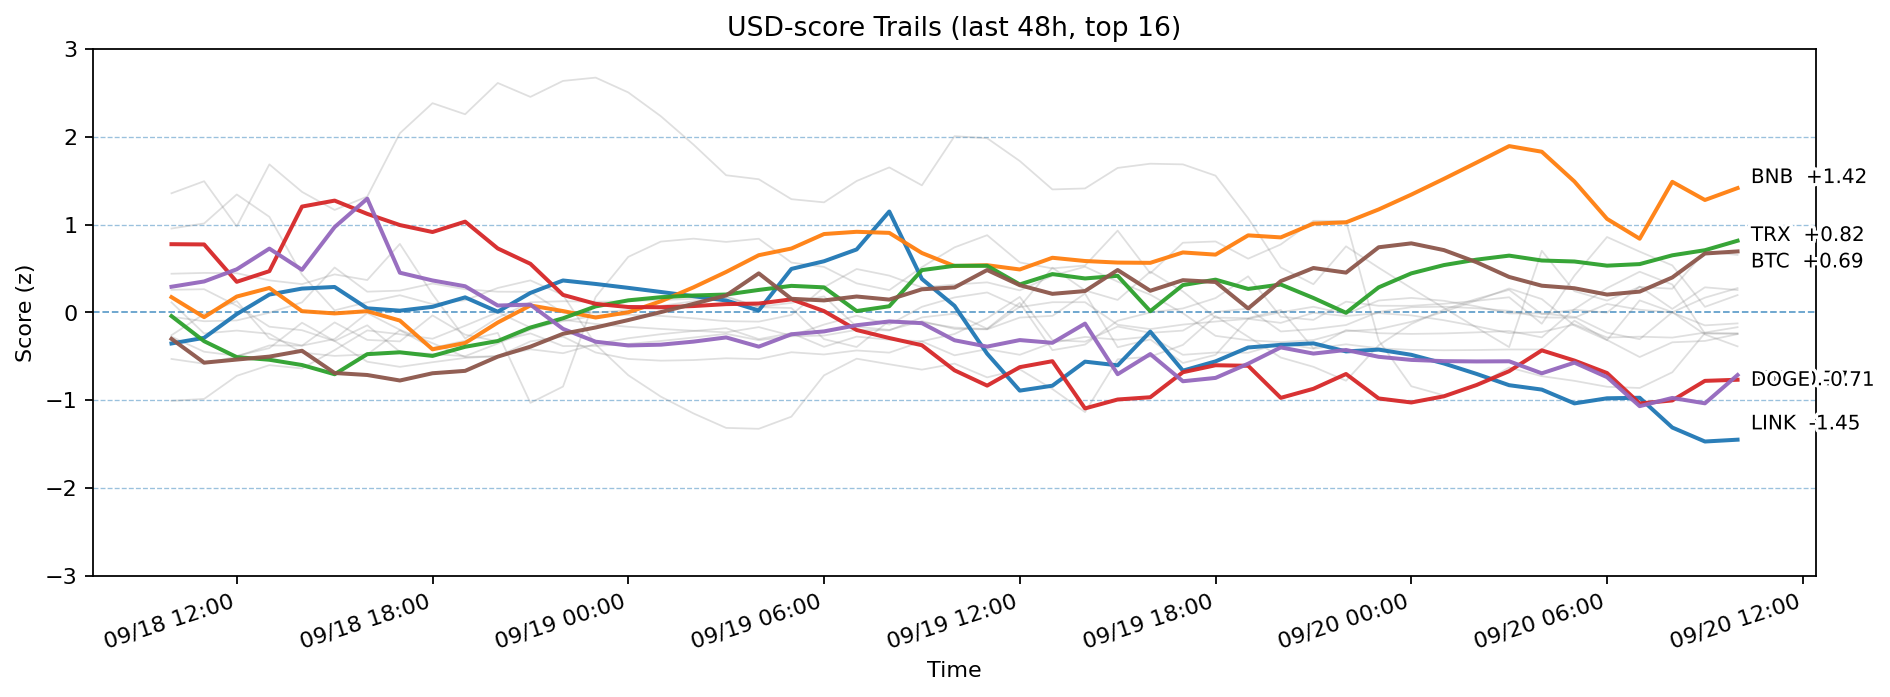 USD-score Trails (last 48h, top 16)
3
2
1
0
−1
−2
−3
Score (z)
BNB +1.42
TRX +0.82
BTC +0.69
DOGE -0.71
LINK -1.45
09/18 12:00
09/18 18:00
09/19 00:00
09/19 06:00
09/19 12:00
09/19 18:00
09/20 00:00
09/20 06:00
09/20 12:00
Time